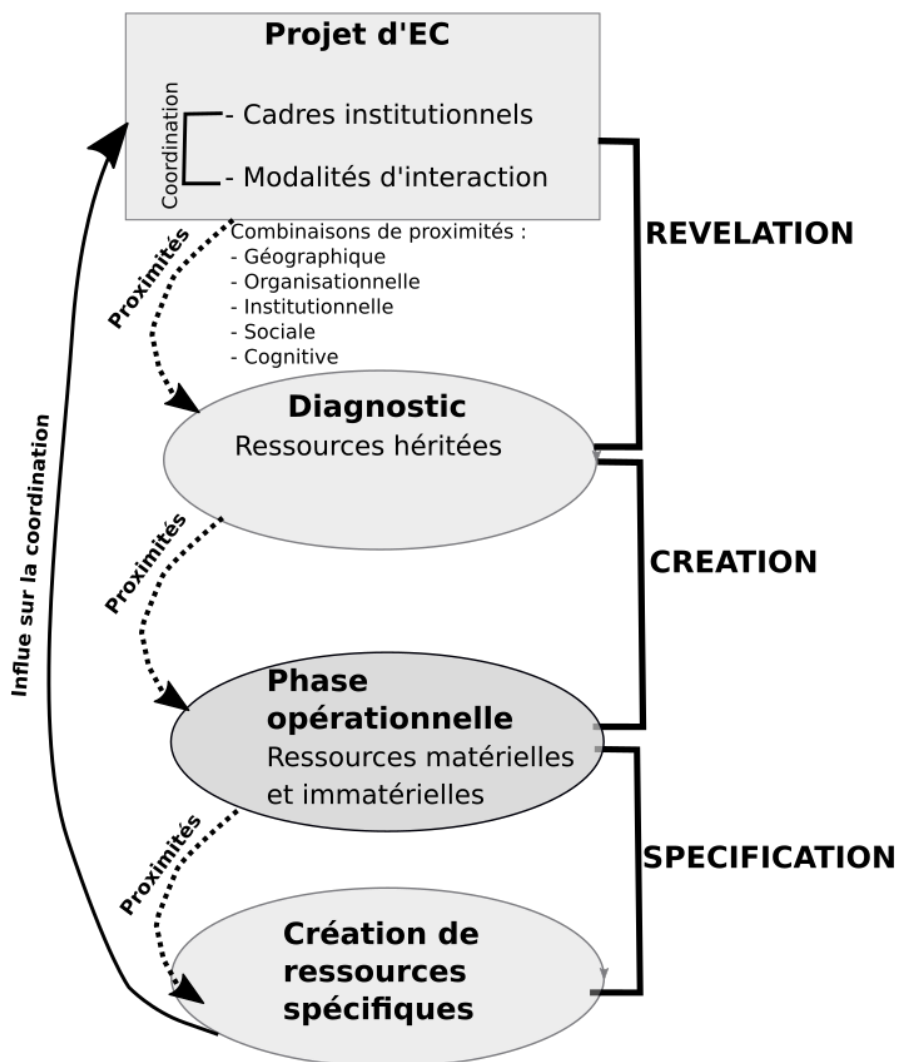 Projet d'EC
Coordination
- Cadres institutionnels
- Modalités d'interaction
REVELATION
Proximités
Combinaisons de proximités :
- Géographique
- Organisationnelle
- Institutionnelle
- Sociale
- Cognitive
Diagnostic
Ressources héritées
Influe sur la coordination
Proximités
CREATION
Phase
opérationnelle
Ressources matérielles
et immatérielles
Proximités
SPECIFICATION
Création de
ressources
spécifiques